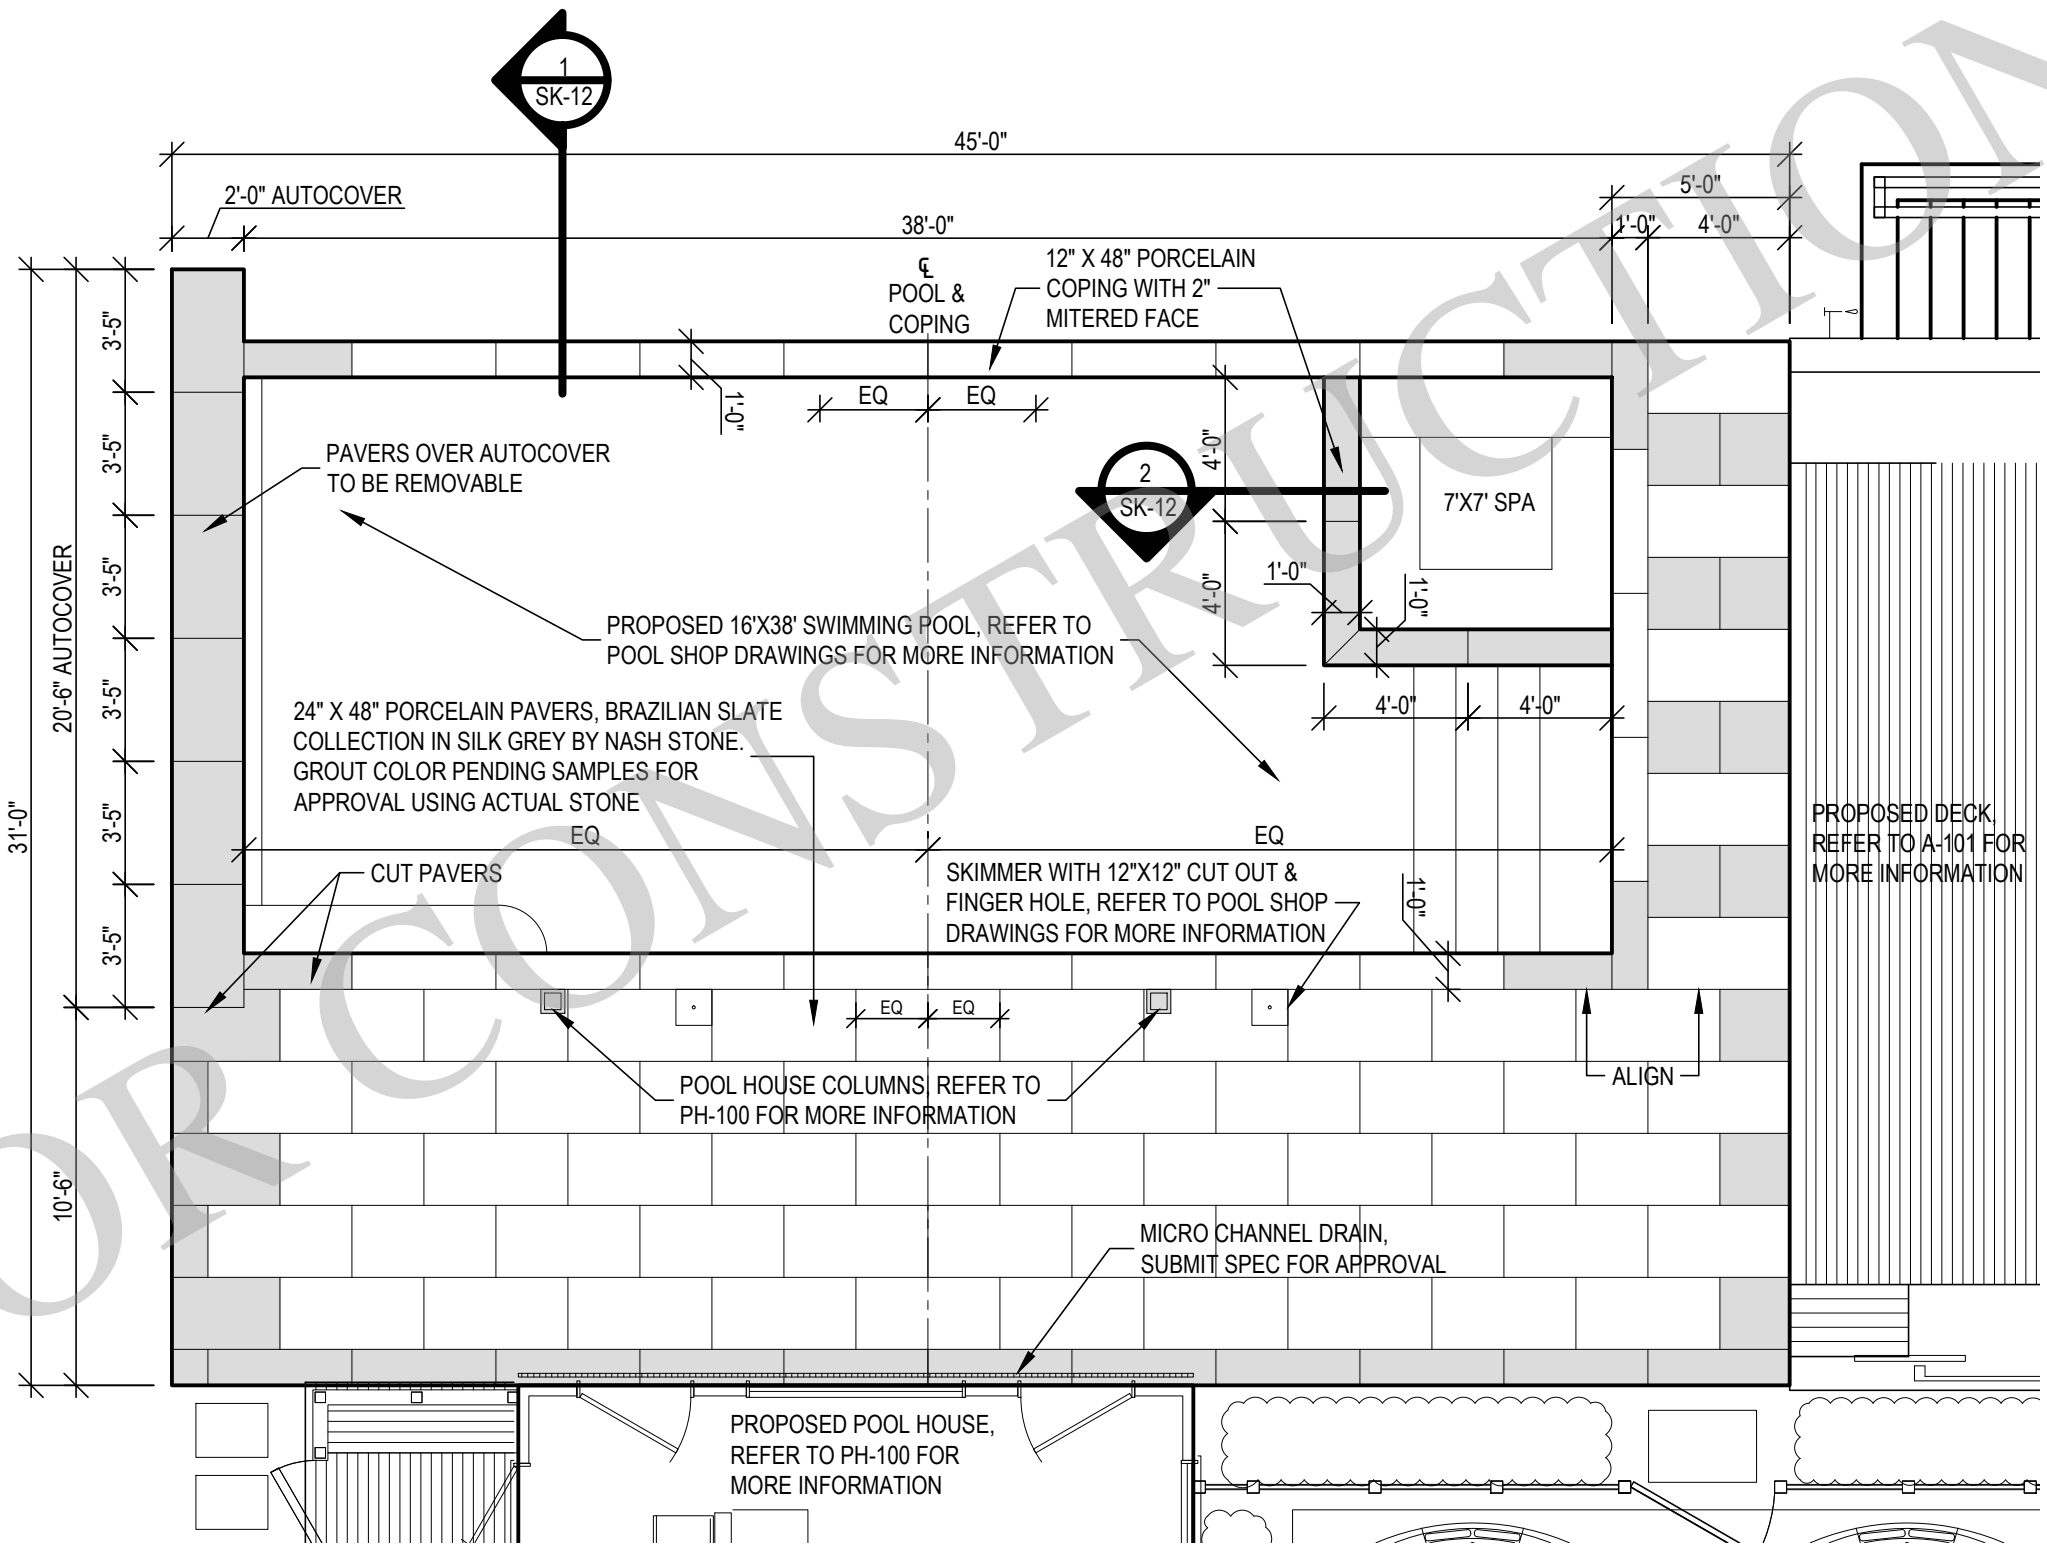 1
SK-12
45'-0"
5'-0"
2'-0" AUTOCOVER
38'-0"
1'-0"
4'-0"
℄
POOL &
COPING
12" X 48" PORCELAIN
COPING WITH 2"
MITERED FACE
3'-5"
3'-5"
3'-5"
3'-5"
3'-5"
3'-5"
20'-6" AUTOCOVER
31'-0"
10'-6"
1'-0"
EQ
EQ
PAVERS OVER AUTOCOVER
TO BE REMOVABLE
4'-0"
4'-0"
2
SK-12
7'X7' SPA
1'-0"
1'-0"
PROPOSED 16'X38' SWIMMING POOL, REFER TO
POOL SHOP DRAWINGS FOR MORE INFORMATION
4'-0"
4'-0"
24" X 48" PORCELAIN PAVERS, BRAZILIAN SLATE
COLLECTION IN SILK GREY BY NASH STONE.
GROUT COLOR PENDING SAMPLES FOR
APPROVAL USING ACTUAL STONE
EQ
EQ
CUT PAVERS
SKIMMER WITH 12"X12" CUT OUT &
FINGER HOLE, REFER TO POOL SHOP
DRAWINGS FOR MORE INFORMATION
1'-0"
PROPOSED DECK,
REFER TO A-101 FOR
MORE INFORMATION
EQ
EQ
ALIGN
POOL HOUSE COLUMNS, REFER TO
PH-100 FOR MORE INFORMATION
MICRO CHANNEL DRAIN,
SUBMIT SPEC FOR APPROVAL
PROPOSED POOL HOUSE,
REFER TO PH-100 FOR
MORE INFORMATION
OR CONSTRUCTION